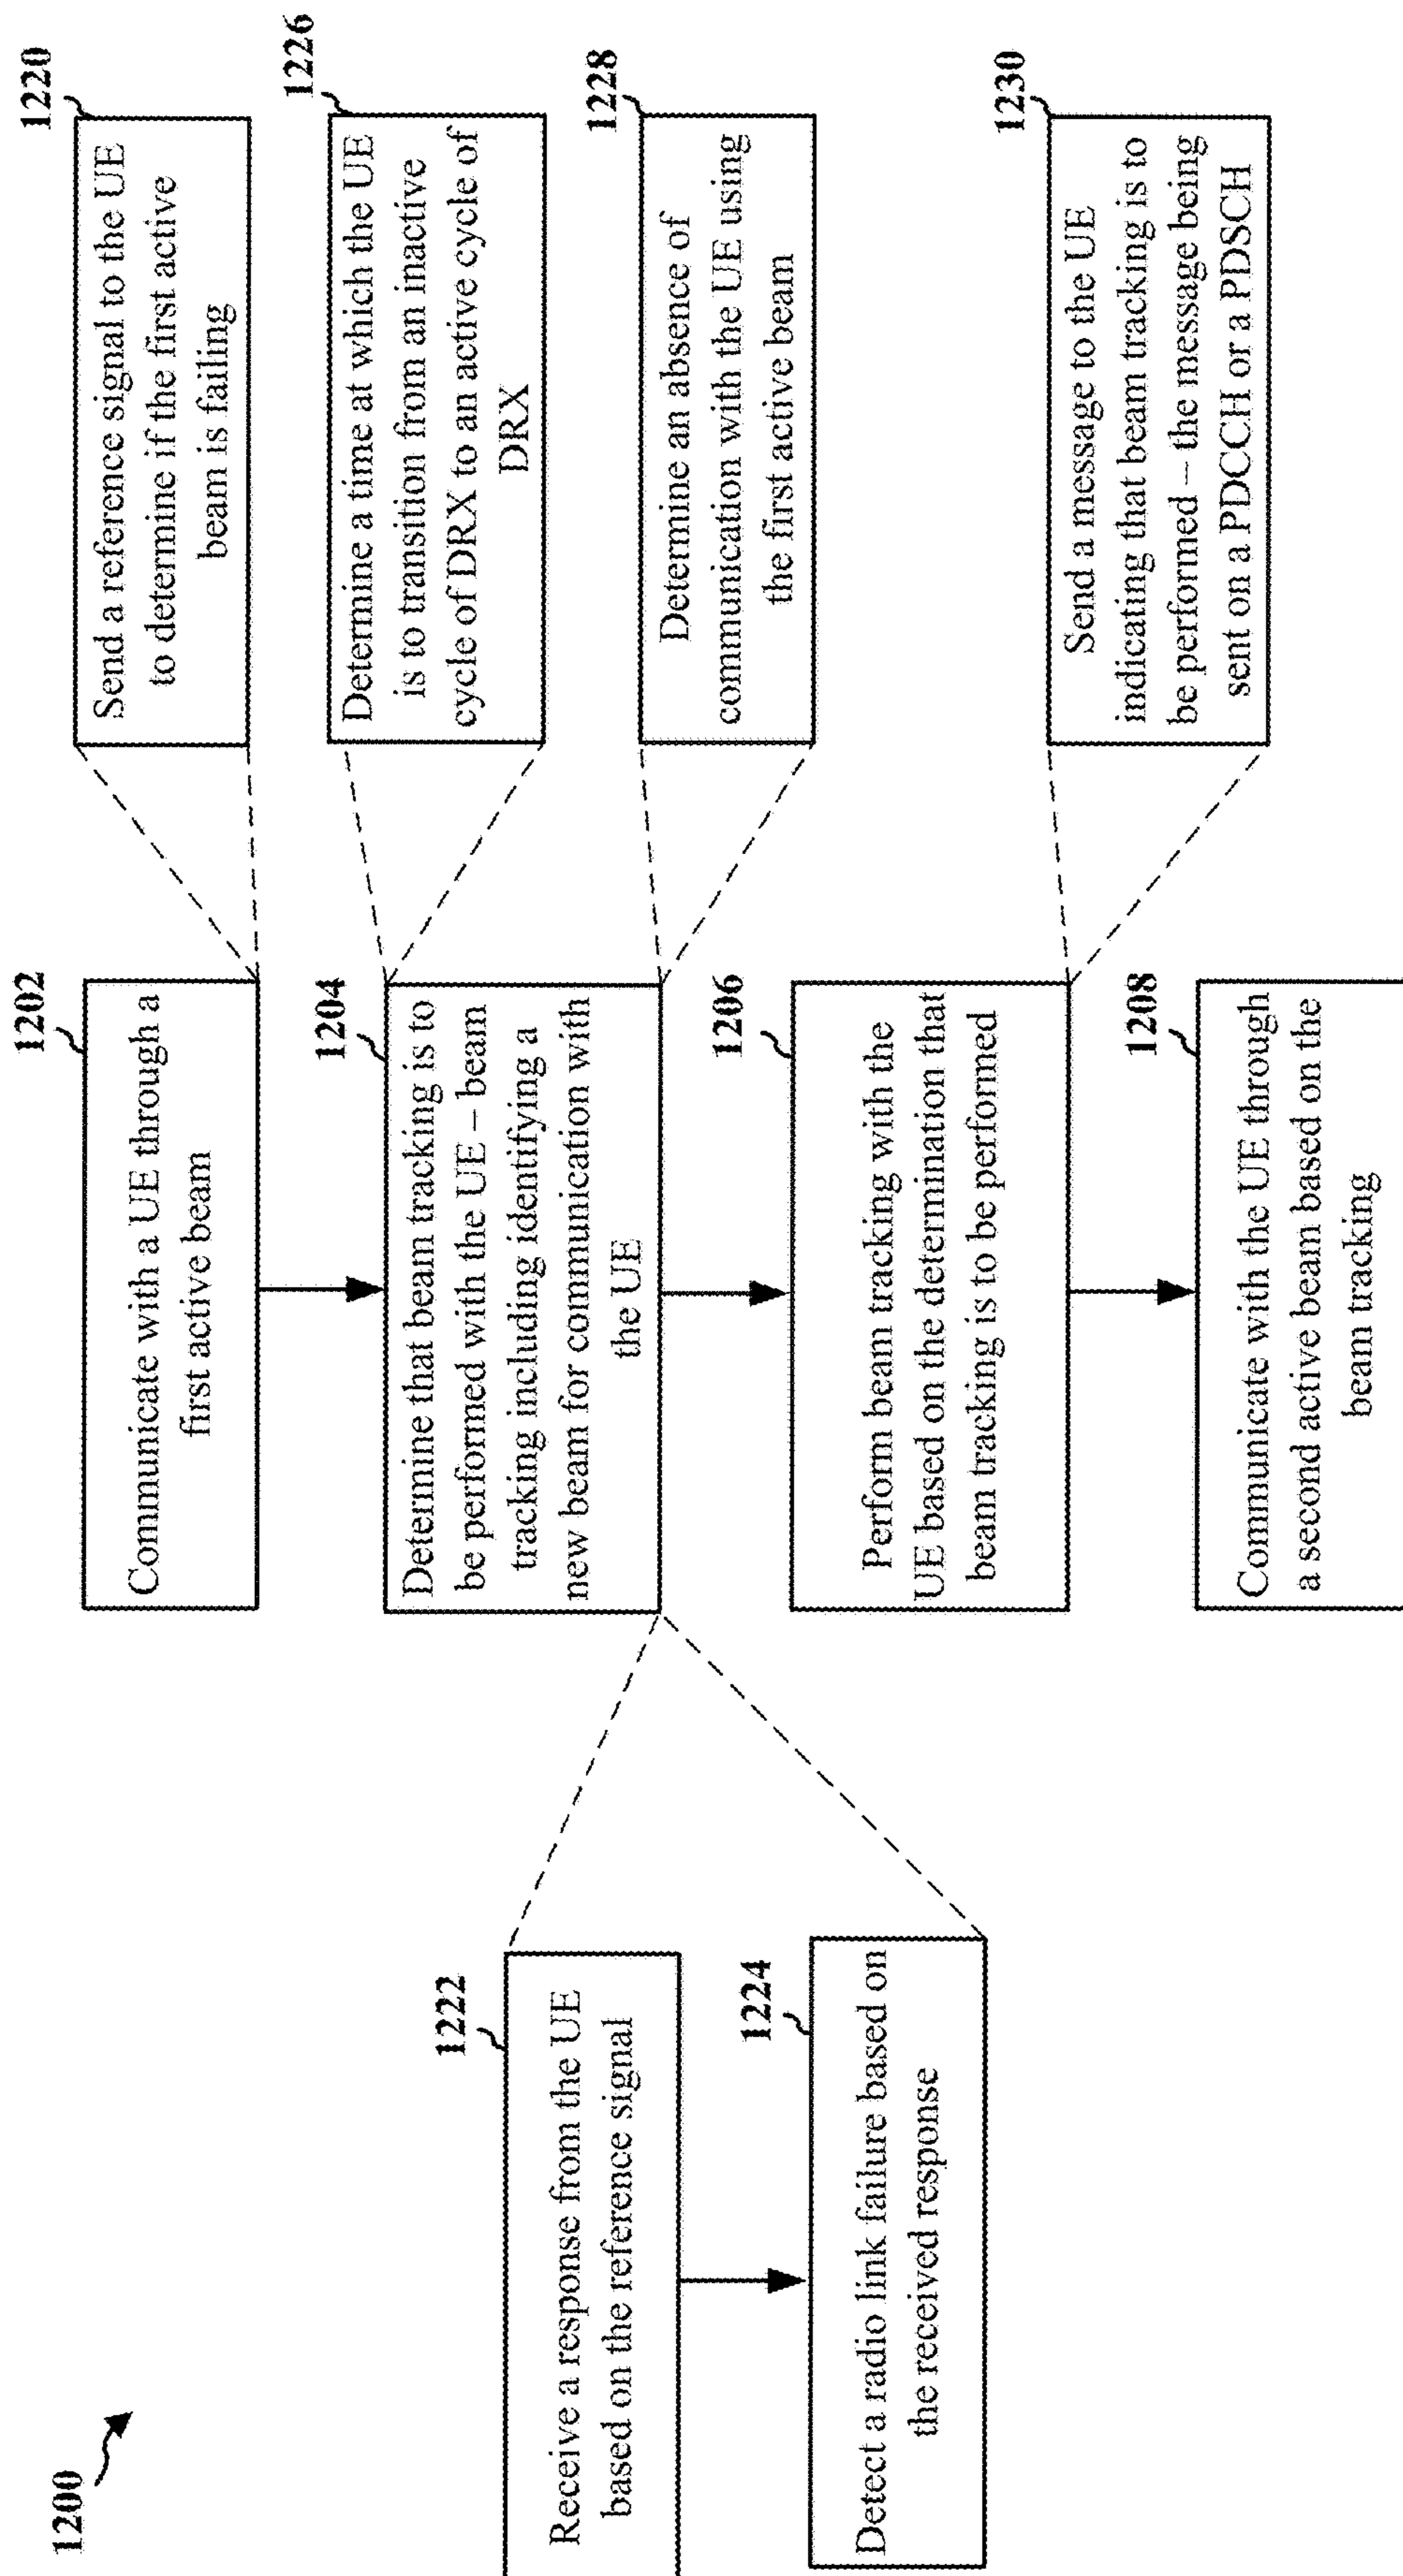 1200
1202
Communicate with a UE through a
first active beam
1220
Send a reference signal to the UE
to determine if the first active
beam is failing
1204
Determine that beam tracking is to
be performed with the UE – beam
tracking including identifying a
new beam for communication with
the UE
1222
Receive a response from the UE
based on the reference signal
1224
Detect a radio link failure based on
the received response
1226
Determine a time at which the UE
is to transition from an inactive
cycle of DRX to an active cycle of
DRX
1228
Determine an absence of
communication with the UE using
the first active beam
1206
Perform beam tracking with the
UE based on the determination that
beam tracking is to be performed
1230
Send a message to the UE
indicating that beam tracking is to
be performed – the message being
sent on a PDCCH or a PDSCH
1208
Communicate with the UE through
a second active beam based on the
beam tracking